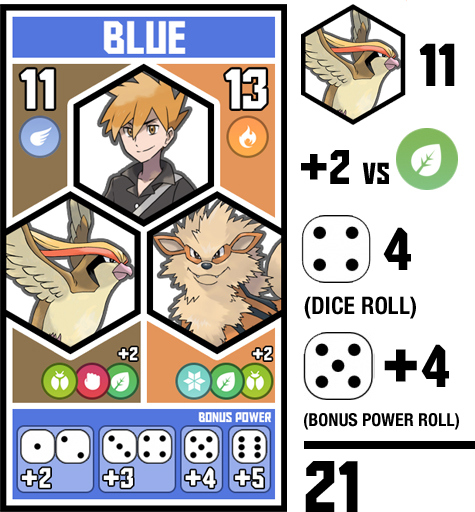 BLUE
11
13
+2
+2
BONUS POWER
+2
+3
+4
+5
11
+2 VS
4
(DICE ROLL)
+4
(BONUS POWER ROLL)
21